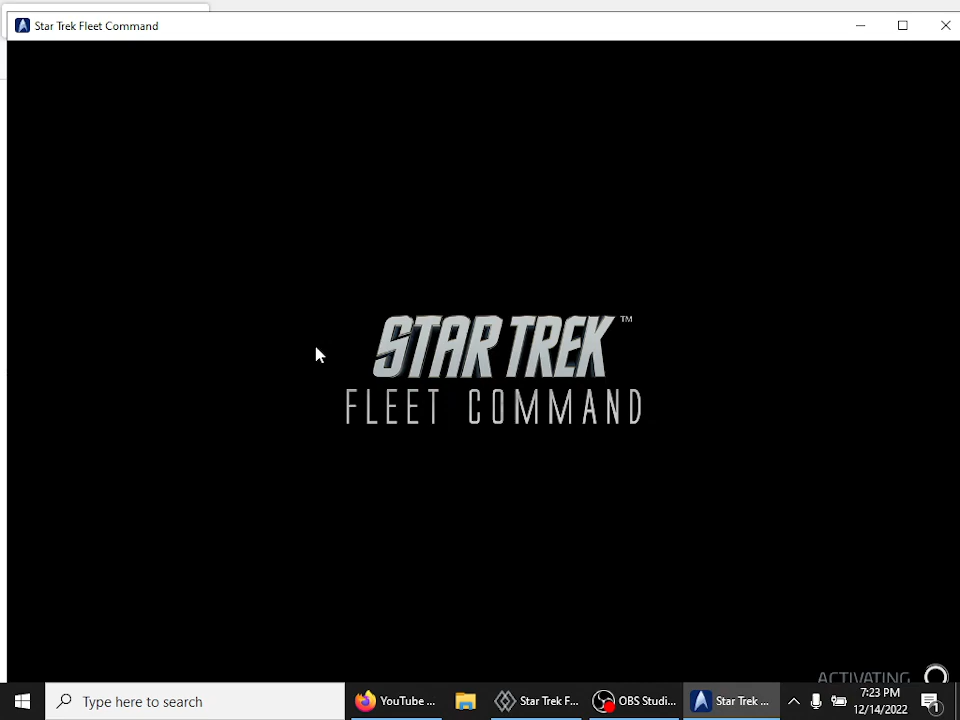 Star Trek Fleet Command
STAR TREK™
FLEET COMMAND
ACTIVATING
Type here to search
YouTube ...
Star Trek F...
OBS Studi...
Star Trek ...
7:23 PM
12/14/2022
1